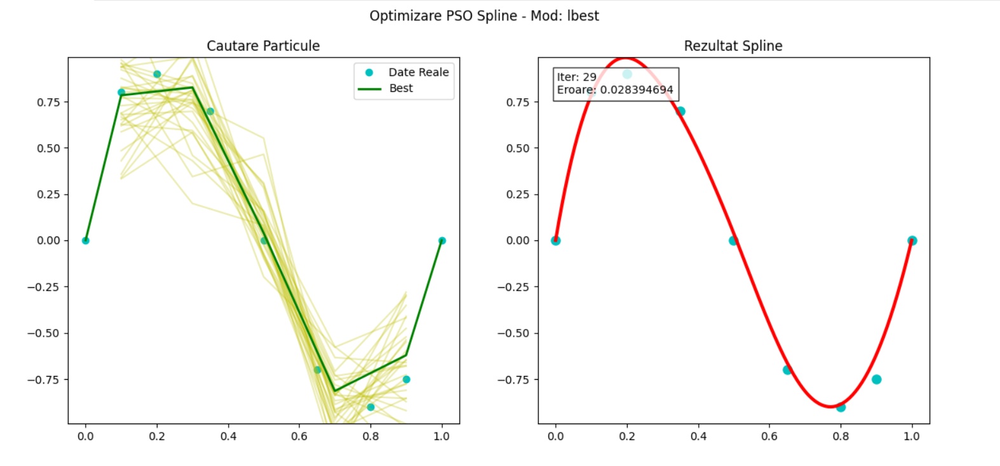 Optimizare PSO Spline - Mod: lbest
Cautare Particule
Date Reale
Best
0.75
0.50
0.25
0.00
−0.25
−0.50
−0.75
0.0 0.2 0.4 0.6 0.8 1.0
Rezultat Spline
Iter: 29
Eroare: 0.028394694
0.75
0.50
0.25
0.00
−0.25
−0.50
−0.75
0.0 0.2 0.4 0.6 0.8 1.0